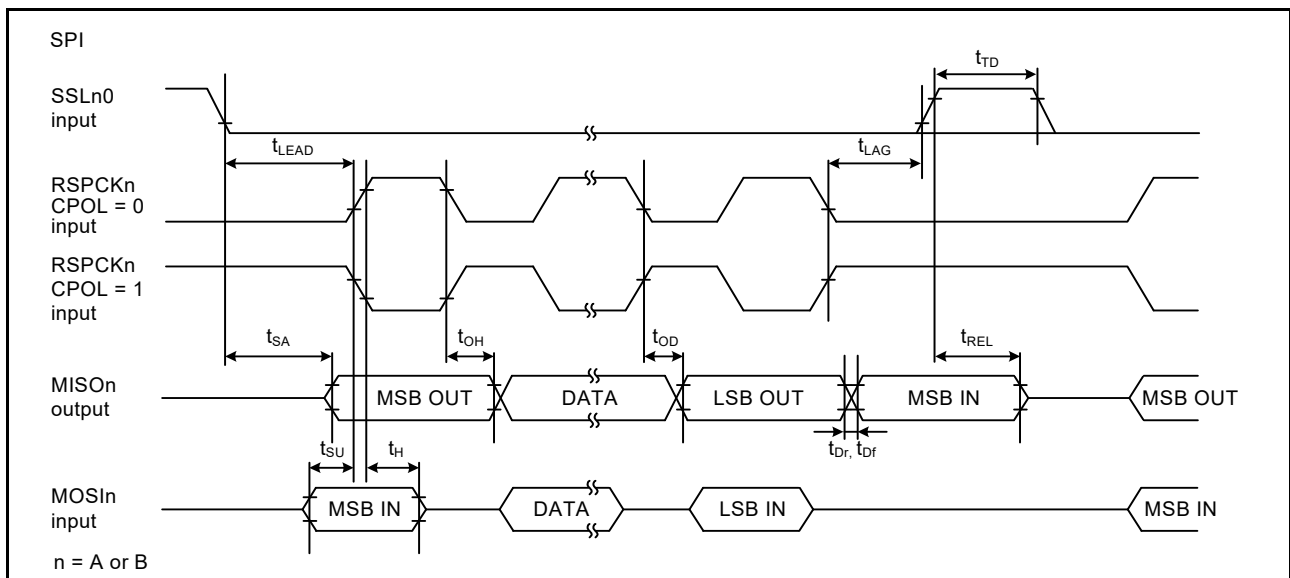 SPI
SSLn0
input
tTD
tLEAD
tLAG
RSPCKn
CPOL = 0
input
RSPCKn
CPOL = 1
input
tSA
tOH
tOD
tREL
MISOn
output
MSB OUT
DATA
LSB OUT
MSB IN
MSB OUT
tSU
tH
tDr, tDf
MOSIn
input
MSB IN
DATA
LSB IN
MSB IN
n = A or B